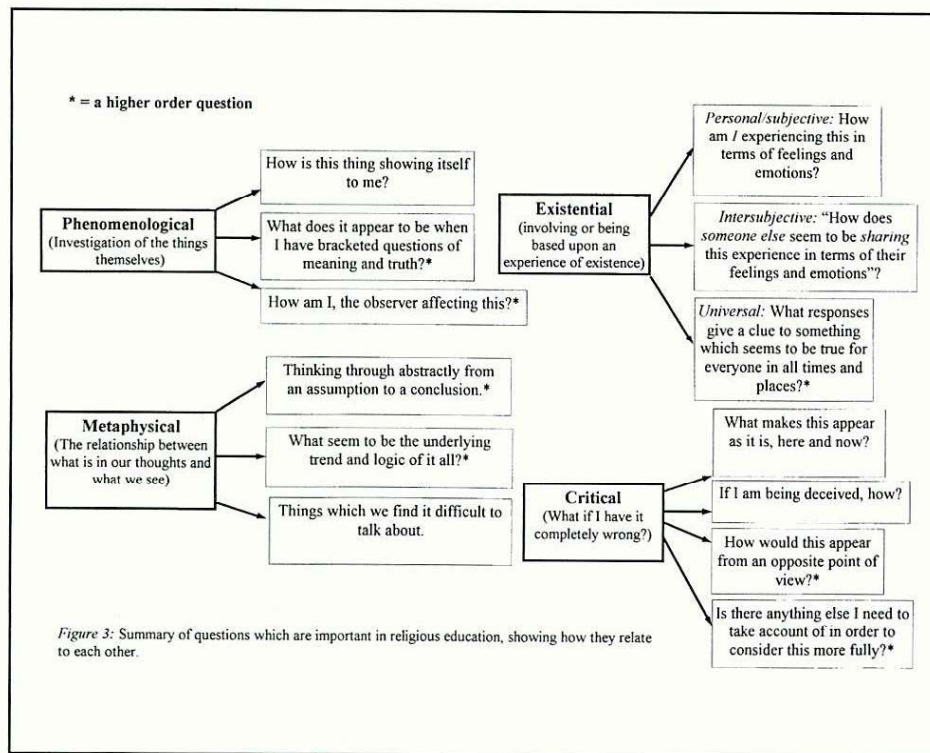 * = a higher order question
Phenomenological
(Investigation of the things
themselves)
How is this thing showing itself
to me?
What does it appear to be when
I have bracketed questions of
meaning and truth?*
How am I, the observer affecting this?*
Existential
(involving or being
based upon an
experience of existence)
Personal/subjective: How
am I experiencing this in
terms of feelings and
emotions?
Intersubjective: “How does
someone else seem to be sharing
this experience in terms of their
feelings and emotions”?
Universal: What responses
give a clue to something
which seems to be true for
everyone in all times and
places?*
Metaphysical
(The relationship between
what is in our thoughts and
what we see)
Thinking through abstractly from
an assumption to a conclusion.*
What seem to be the underlying
trend and logic of it all?*
Things which we find it difficult to
talk about.
Critical
(What if I have it
completely wrong?)
What makes this appear
as it is, here and now?
If I am being deceived, how?
How would this appear
from an opposite point of
view?*
Is there anything else I need to
take account of in order to
consider this more fully?*
Figure 3: Summary of questions which are important in religious education, showing how they relate
to each other.